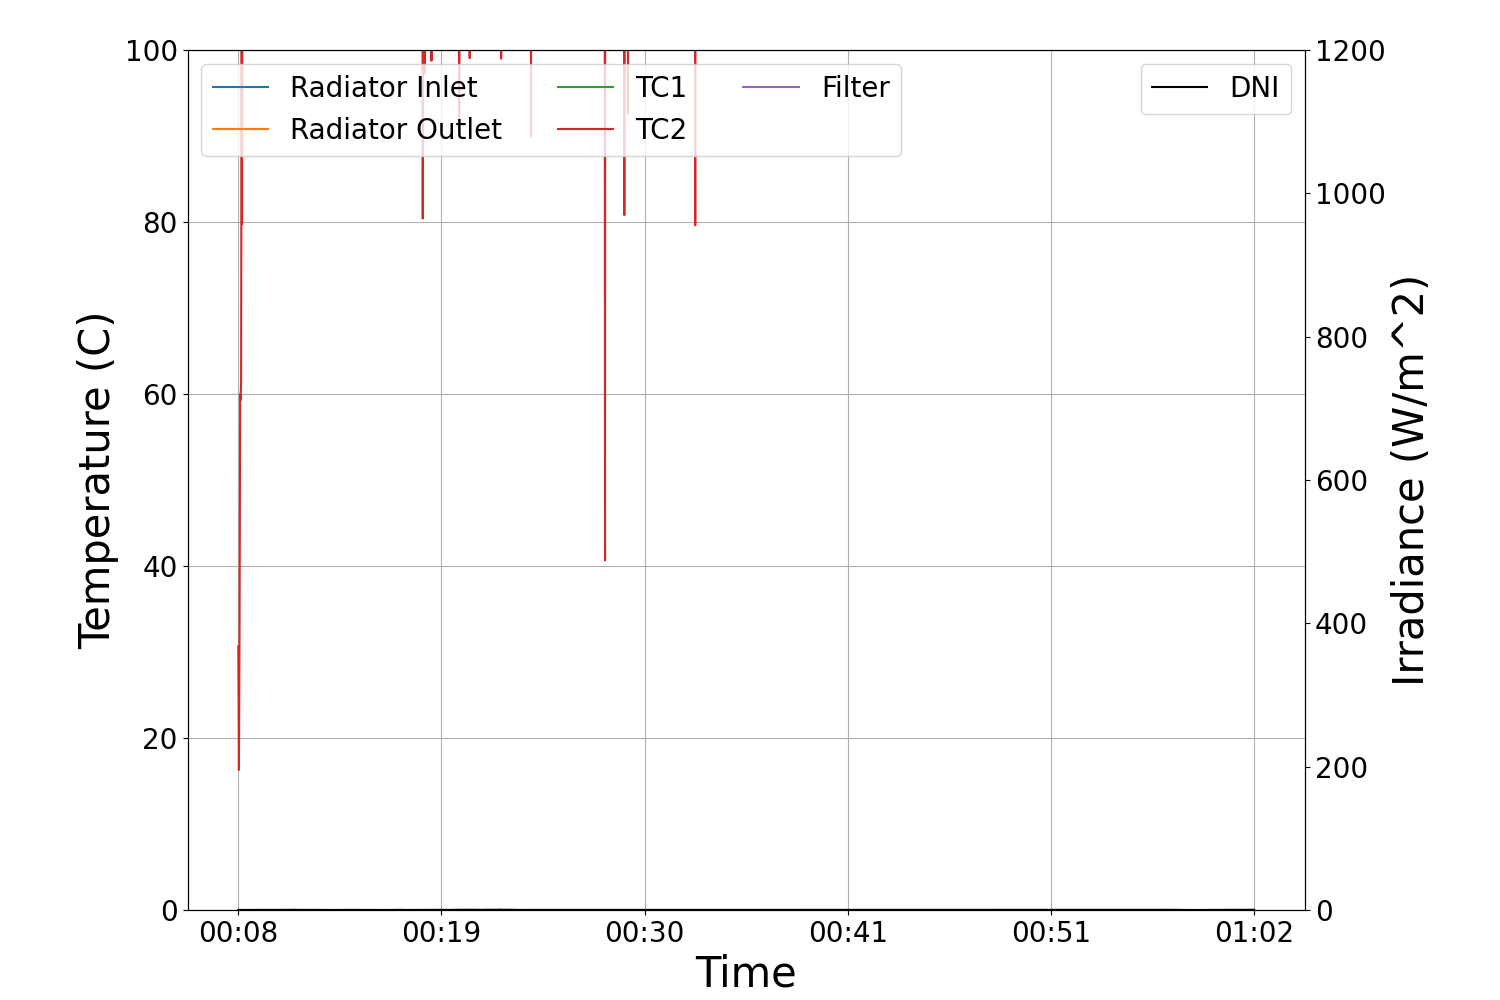 100
80
60
40
20
0
Temperature (C)
Radiator Inlet
Radiator Outlet
TC1
TC2
Filter
DNI
1200
1000
800
600
400
200
0
Irradiance (W/m^2)
00:08 00:19 00:30 00:41 00:51 01:02
Time